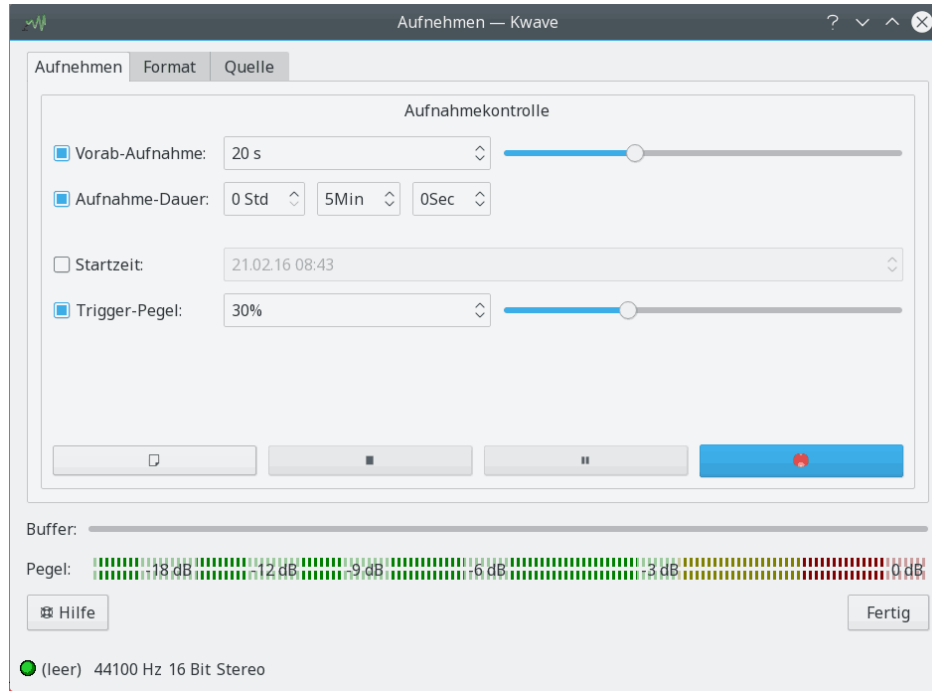 Aufnehmen — Kwave
Aufnehmen Format Quelle
Aufnahmekontrolle
Vorab-Aufnahme: 20 s
Aufnahme-Dauer: 0 Std 5Min 0Sec
Startzeit: 21.02.16 08:43
Trigger-Pegel: 30%
Buffer:
Pegel: -18 dB -12 dB -9 dB -6 dB -3 dB 0 dB
Hilfe Fertig
(leer) 44100 Hz 16 Bit Stereo